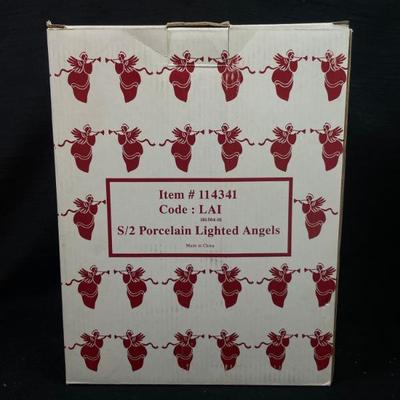 Item # 114341
Code : LAI
S/2 Porcelain Lighted Angels
Made in China